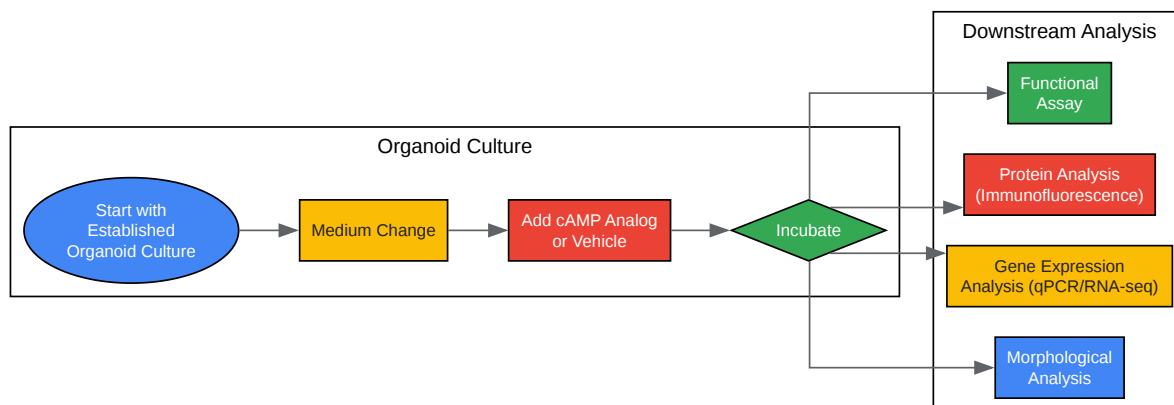 Organoid Culture
Start with
Established
Organoid Culture
Medium Change
Add cAMP Analog
or Vehicle
Incubate
Downstream Analysis
Functional
Assay
Protein Analysis
(Immunofluorescence)
Gene Expression
Analysis (qPCR/RNA-seq)
Morphological
Analysis